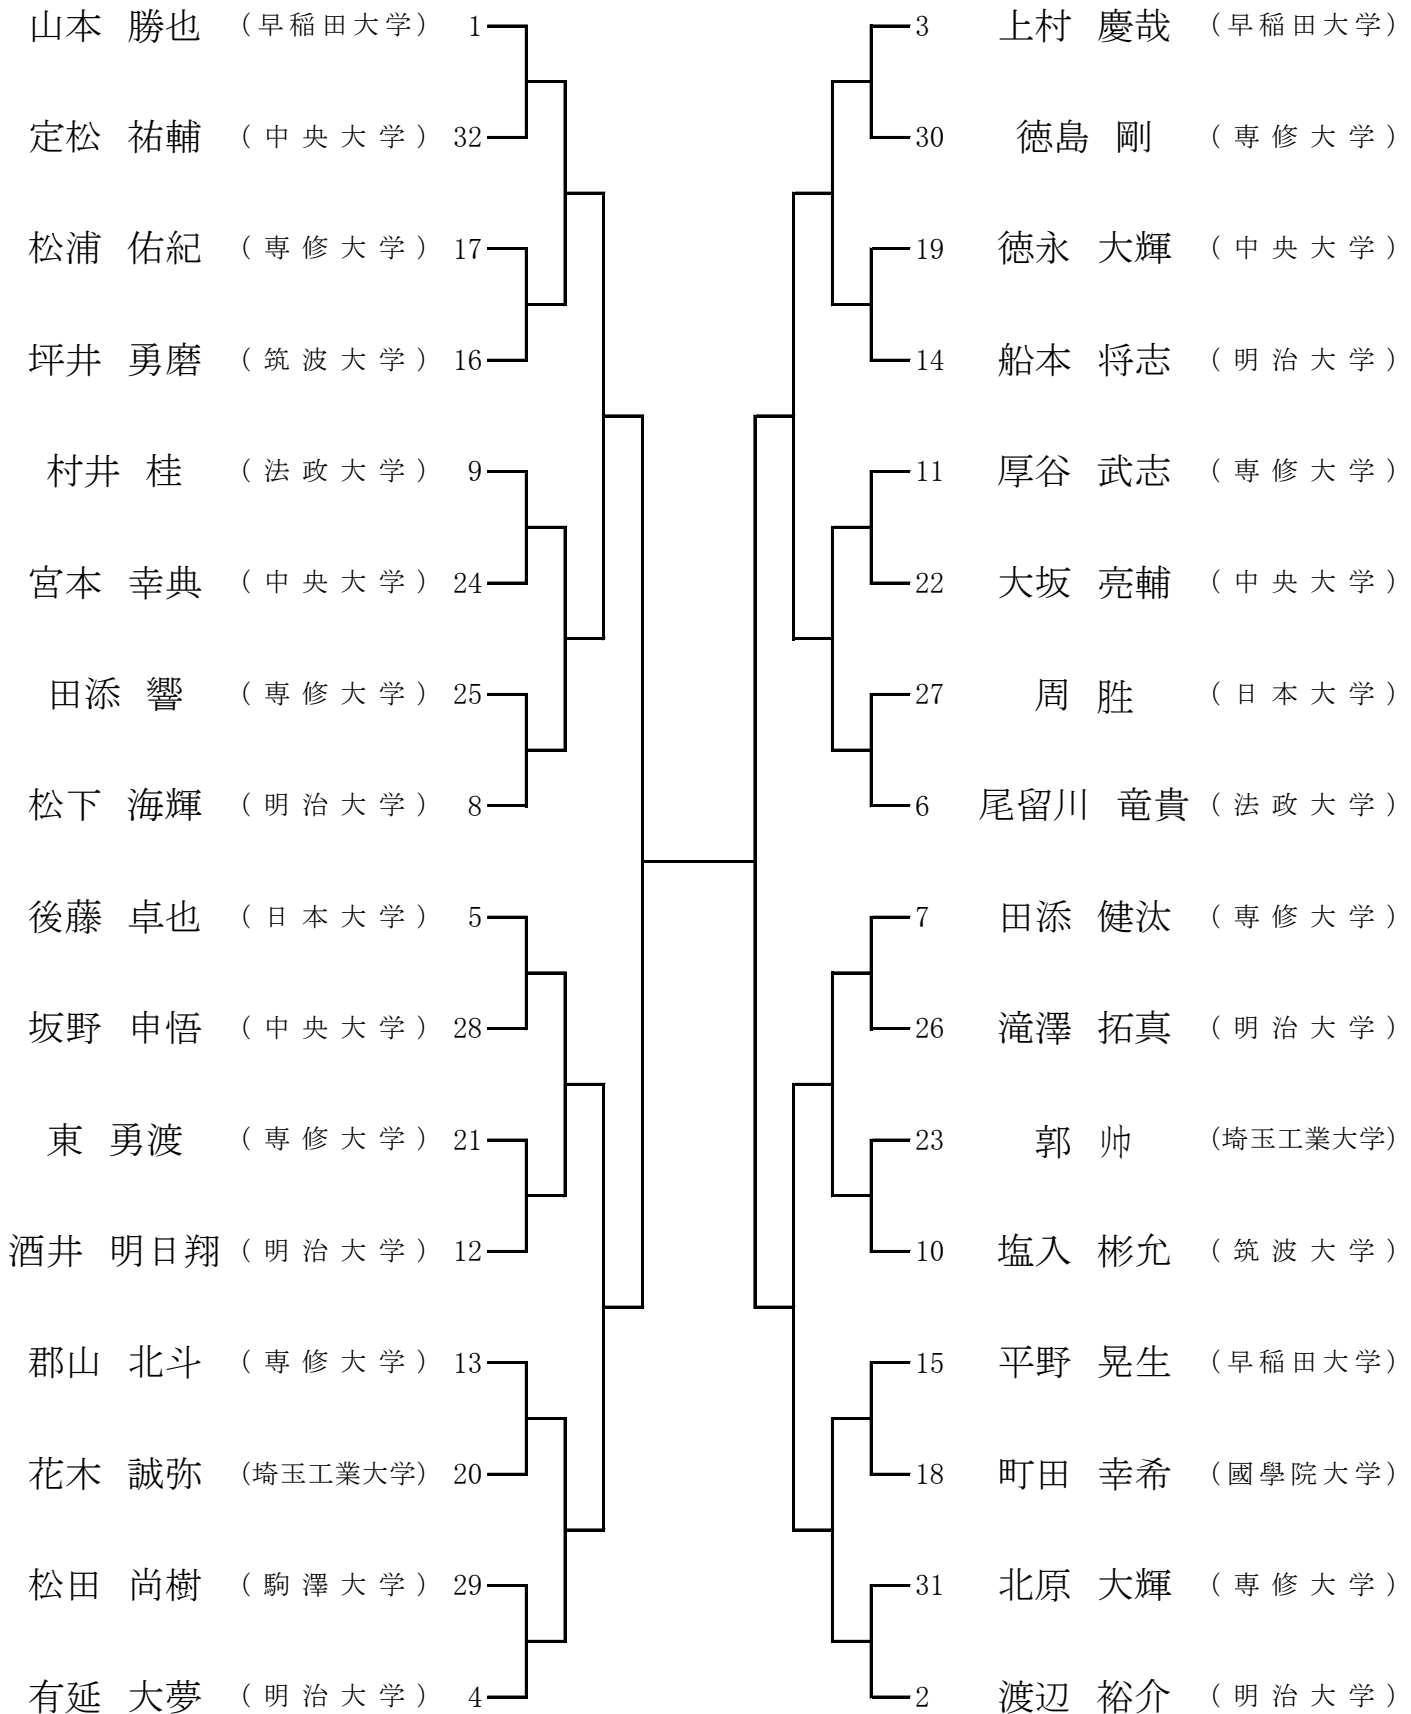 山本 勝也 (早稲田大学) 1 3 上村 慶哉 (早稲田大学)
定松 祐輔 (中央大学) 32 30 徳島 剛 (専修大学)
松浦 佑紀 (専修大学) 17 19 徳永 大輝 (中央大学)
坪井 勇磨 (筑波大学) 16 14 船本 将志 (明治大学)
村井 桂 (法政大学) 9 11 厚谷 武志 (専修大学)
宮本 幸典 (中央大学) 24 22 大坂 亮輔 (中央大学)
田添 響 (専修大学) 25 27 周 胜 (日本大学)
松下 海輝 (明治大学) 8 6 尾留川 竜貴 (法政大学)
後藤 卓也 (日本大学) 5 7 田添 健汰 (専修大学)
坂野 申悟 (中央大学) 28 26 滝澤 拓真 (明治大学)
東 勇渡 (専修大学) 21 23 郭 帅 (埼玉工業大学)
酒井 明日翔 (明治大学) 12 10 塩入 彬允 (筑波大学)
郡山 北斗 (専修大学) 13 15 平野 晃生 (早稲田大学)
花木 誠弥 (埼玉工業大学) 20 18 町田 幸希 (國學院大学)
松田 尚樹 (駒澤大学) 29 31 北原 大輝 (専修大学)
有延 大夢 (明治大学) 4 2 渡辺 裕介 (明治大学)